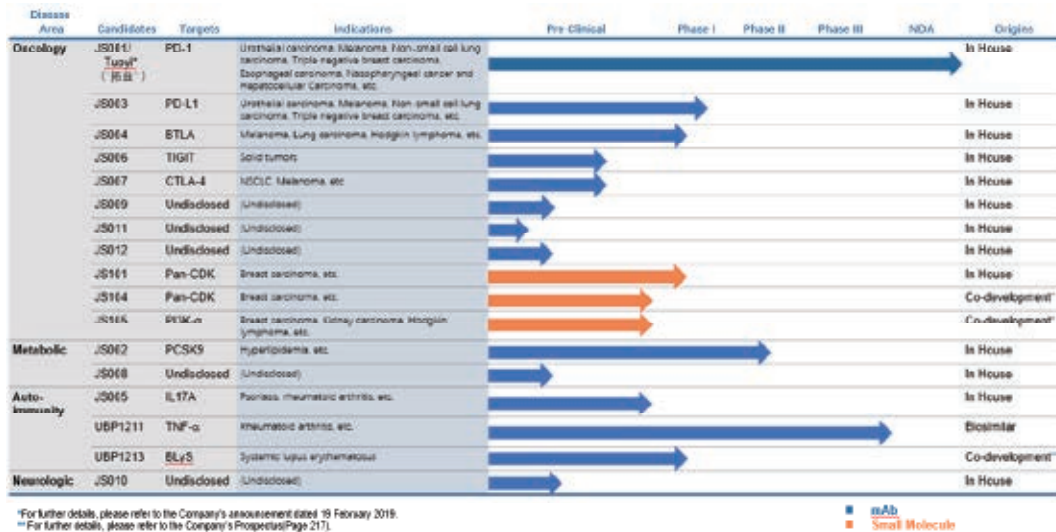 Disease
Area Candidates Targets Indications Pre-Clinical Phase I Phase II Phase III NDA Origins
Oncology JS001/ PD-1 Urothelial carcinoma, Melanoma, Non-small cell lung In House
Tuoyi* carcinoma, Triple negative breast carcinoma,
Esophageal carcinoma, Nasopharyngeal cancer and
Hepatocellular Carcinoma, etc.
JS003 PD-L1 Urothelial carcinoma, Melanoma, Non-small cell lung In House
carcinoma, Triple negative breast carcinoma, etc.
JS004 BTLA Melanoma, Lung carcinoma, Hodgkin lymphoma, etc. In House
JS006 TIGIT Solid tumors In House
JS007 CTLA-4 NSCLC, Melanoma, etc In House
JS009 Undisclosed (Undisclosed) In House
JS011 Undisclosed (Undisclosed) In House
JS012 Undisclosed (Undisclosed) In House
JS101 Pan-CDK Breast carcinoma, etc. In House
JS104 Pan-CDK Breast carcinoma, etc. Co-development*
JS105 PI3K-α Breast carcinoma, Kidney carcinoma, Hodgkin Co-development*
lymphoma, etc.
Metabolic JS002 PCSK9 Hyperlipidemia, etc. In House
JS008 Undisclosed (Undisclosed) In House
Auto- JS005 IL17A Psoriasis, rheumatoid arthritis, etc. In House
Immunity
UBP1211 TNF-α Rheumatoid arthritis, etc. Biosimilar
UBP1213 BLyS Systemic lupus erythematosus Co-development
Neurologic JS010 Undisclosed (Undisclosed) In House
*For further details, please refer to the Company's announcement dated 19 February 2019.
**For further details, please refer to the Company's Prospectus(Page 217).
mAb
Small Molecule